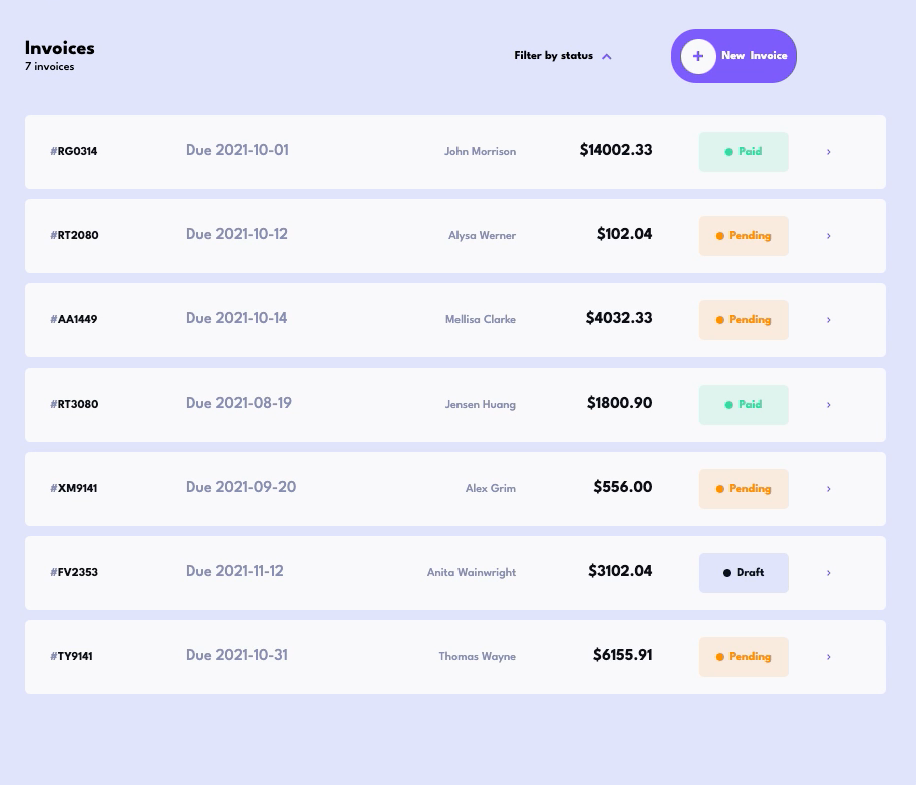 Invoices
7 invoices
Filter by status
+ New Invoice
#RG0314 Due 2021-10-01 John Morrison $14002.33 Paid ›
#RT2080 Due 2021-10-12 Allysa Werner $102.04 Pending ›
#AA1449 Due 2021-10-14 Mellisa Clarke $4032.33 Pending ›
#RT3080 Due 2021-08-19 Jensen Huang $1800.90 Paid ›
#XM9141 Due 2021-09-20 Alex Grim $556.00 Pending ›
#FV2353 Due 2021-11-12 Anita Wainwright $3102.04 Draft ›
#TY9141 Due 2021-10-31 Thomas Wayne $6155.91 Pending ›